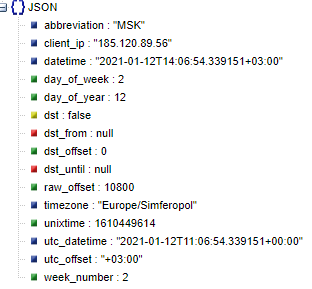 JSON
abbreviation : "MSK"
client_ip : "185.120.89.56"
datetime : "2021-01-12T14:06:54.339151+03:00"
day_of_week : 2
day_of_year : 12
dst : false
dst_from : null
dst_offset : 0
dst_until : null
raw_offset : 10800
timezone : "Europe/Simferopol"
unixtime : 1610449614
utc_datetime : "2021-01-12T11:06:54.339151+00:00"
utc_offset : "+03:00"
week_number : 2